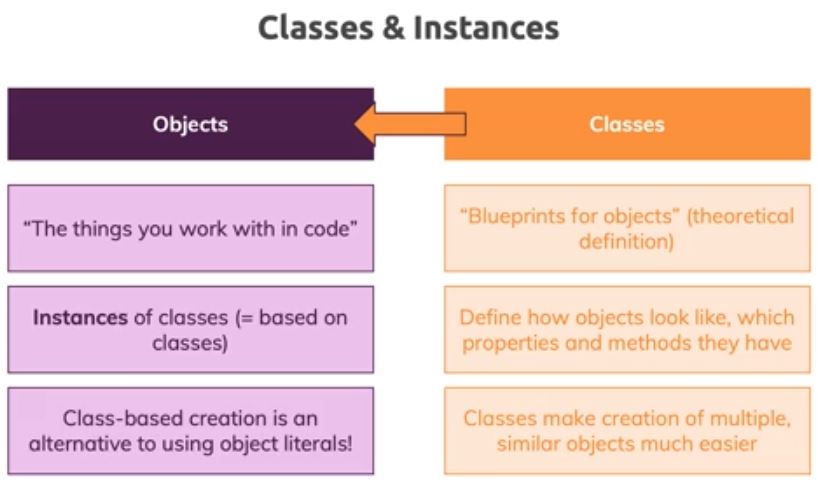 Classes & Instances
Objects
Classes
“The things you work with in code”
“Blueprints for objects” (theoretical
definition)
Instances of classes (= based on
classes)
Define how objects look like, which
properties and methods they have
Class-based creation is an
alternative to using object literals!
Classes make creation of multiple,
similar objects much easier